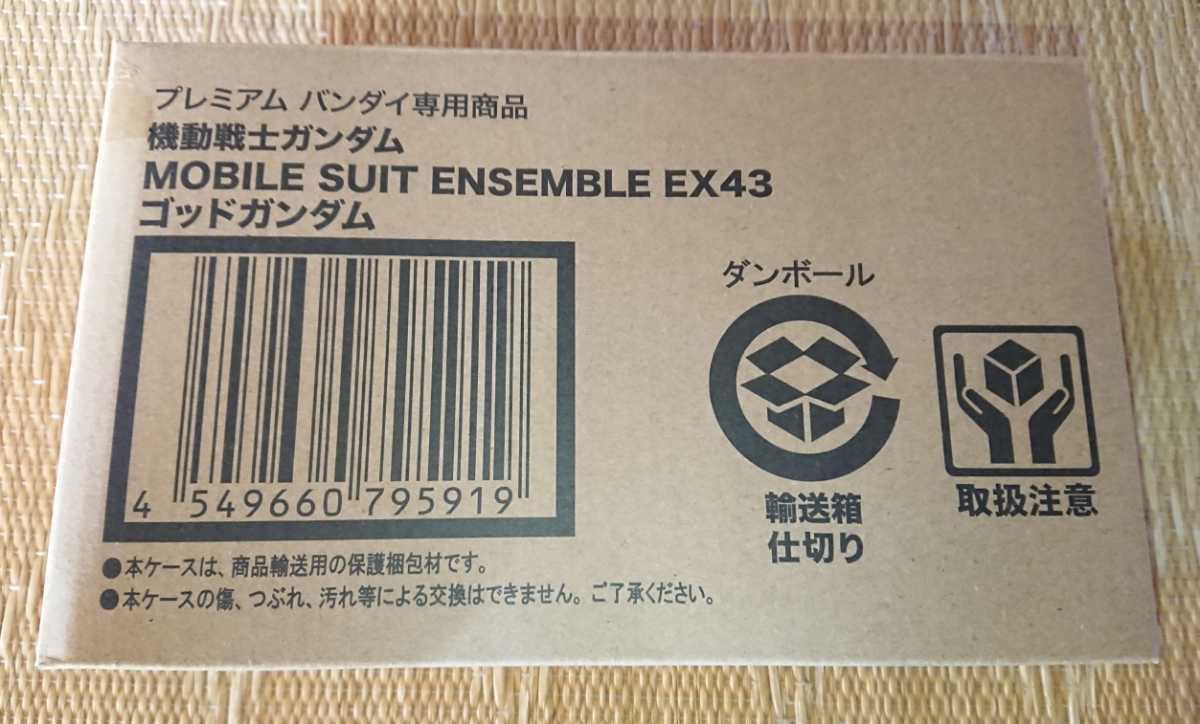 プレミアム バンダイ専用商品
機動戦士ガンダム
MOBILE SUIT ENSEMBLE EX43
ゴッドガンダム
4 549660 795919
ダンボール
輸送箱
仕切り
取扱注意
●本ケースは、商品輸送用の保護梱包材です。
●本ケースの傷、つぶれ、汚れ等による交換はできません。ご了承ください。